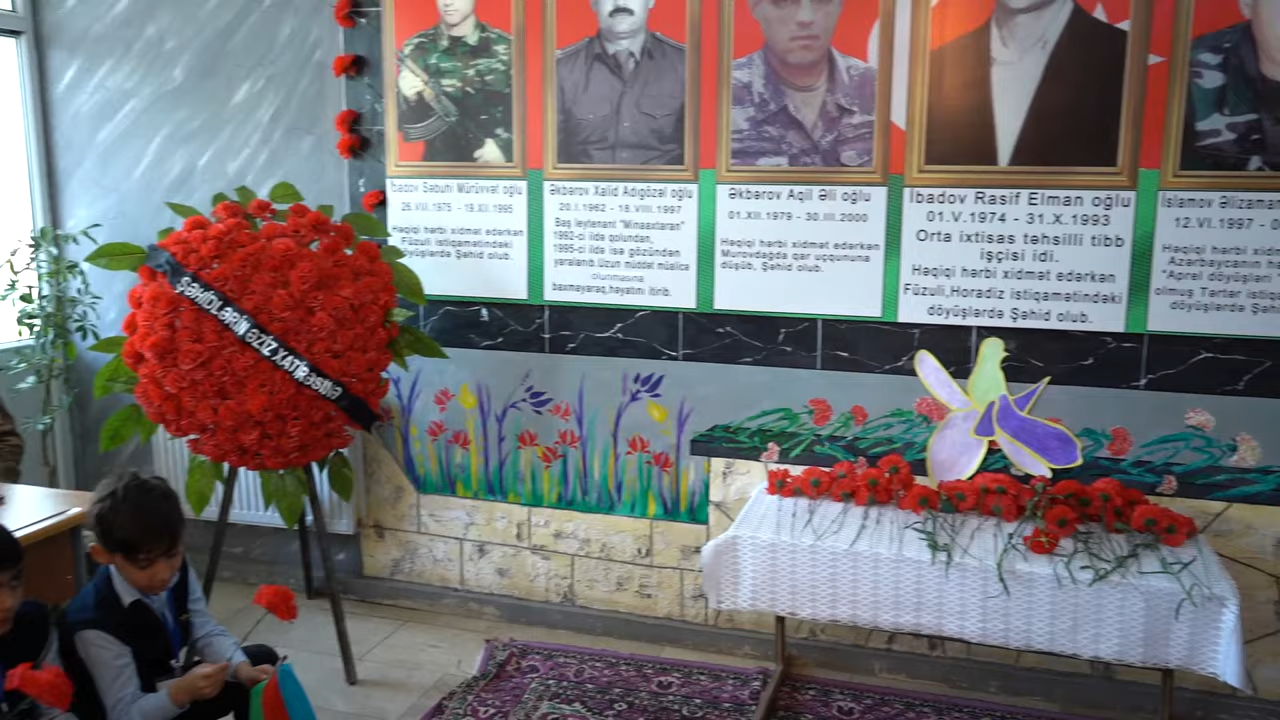 ŞƏHİDLƏRİN ƏZİZ XATİRƏSİNƏ
İbadov Səbuhi Mürüvvət oğlu
26.VIII.1975 - 19.XII.1995
Həqiqi hərbi xidmət edərkən
Füzuli istiqamətindəki
döyüşlərdə Şəhid olub.
Əkbərov Xalid Adıgözəl oğlu
20.I.1962 - 18.VIII.1997
Baş leytenant "Minaaxtaran"
1992-ci ildə qolundan,
1995-ci ildə isə gözündən
yaralanıb.Uzun müddət müalicə
olunmasına
baxmayaraq,həyatını itirib.
Əkbərov Aqil Əli oğlu
01.XII.1979 - 30.III.2000
Həqiqi hərbi xidmət edərkən
Murovdağda qar uçqununa
düşüb, Şəhid olub.
İbadov Rasif Elman oğlu
01.V.1974 - 31.X.1993
Orta ixtisas təhsilli tibb
işçisi idi.
Həqiqi hərbi xidmət edərkən
Füzuli,Horadiz istiqamətindəki
döyüşlərdə Şəhid olub.
İslamov Əlizaman
12.VI.1997 - 0
Həqiqi hərbi xidm
Azərbaycanın h
"Aprel döyüşləri
olmuş Tərtər istiq
döyüşlərdə Şəhi